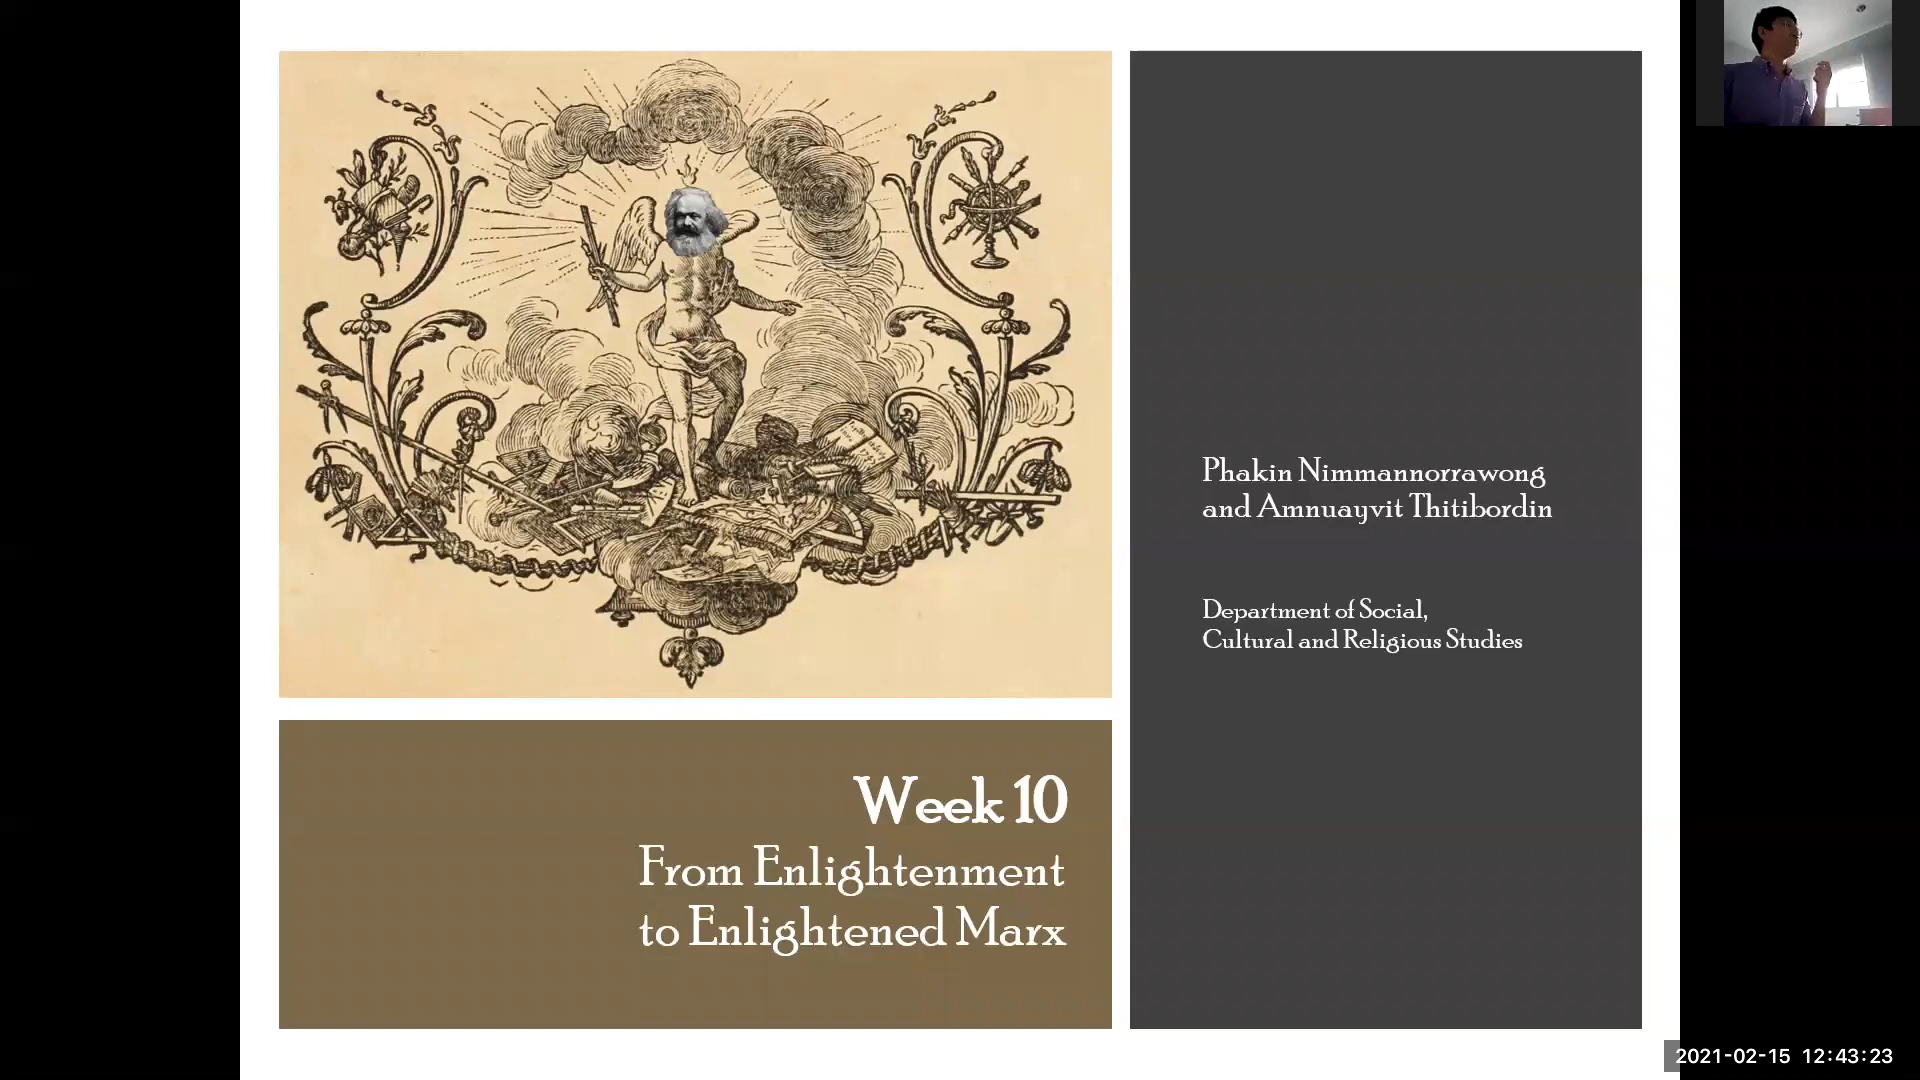 Phakin Nimmannorrawong
and Amnuayvit Thitibordin
Department of Social,
Cultural and Religious Studies
Week 10
From Enlightenment
to Enlightened Marx
2021-02-15 12:43:23